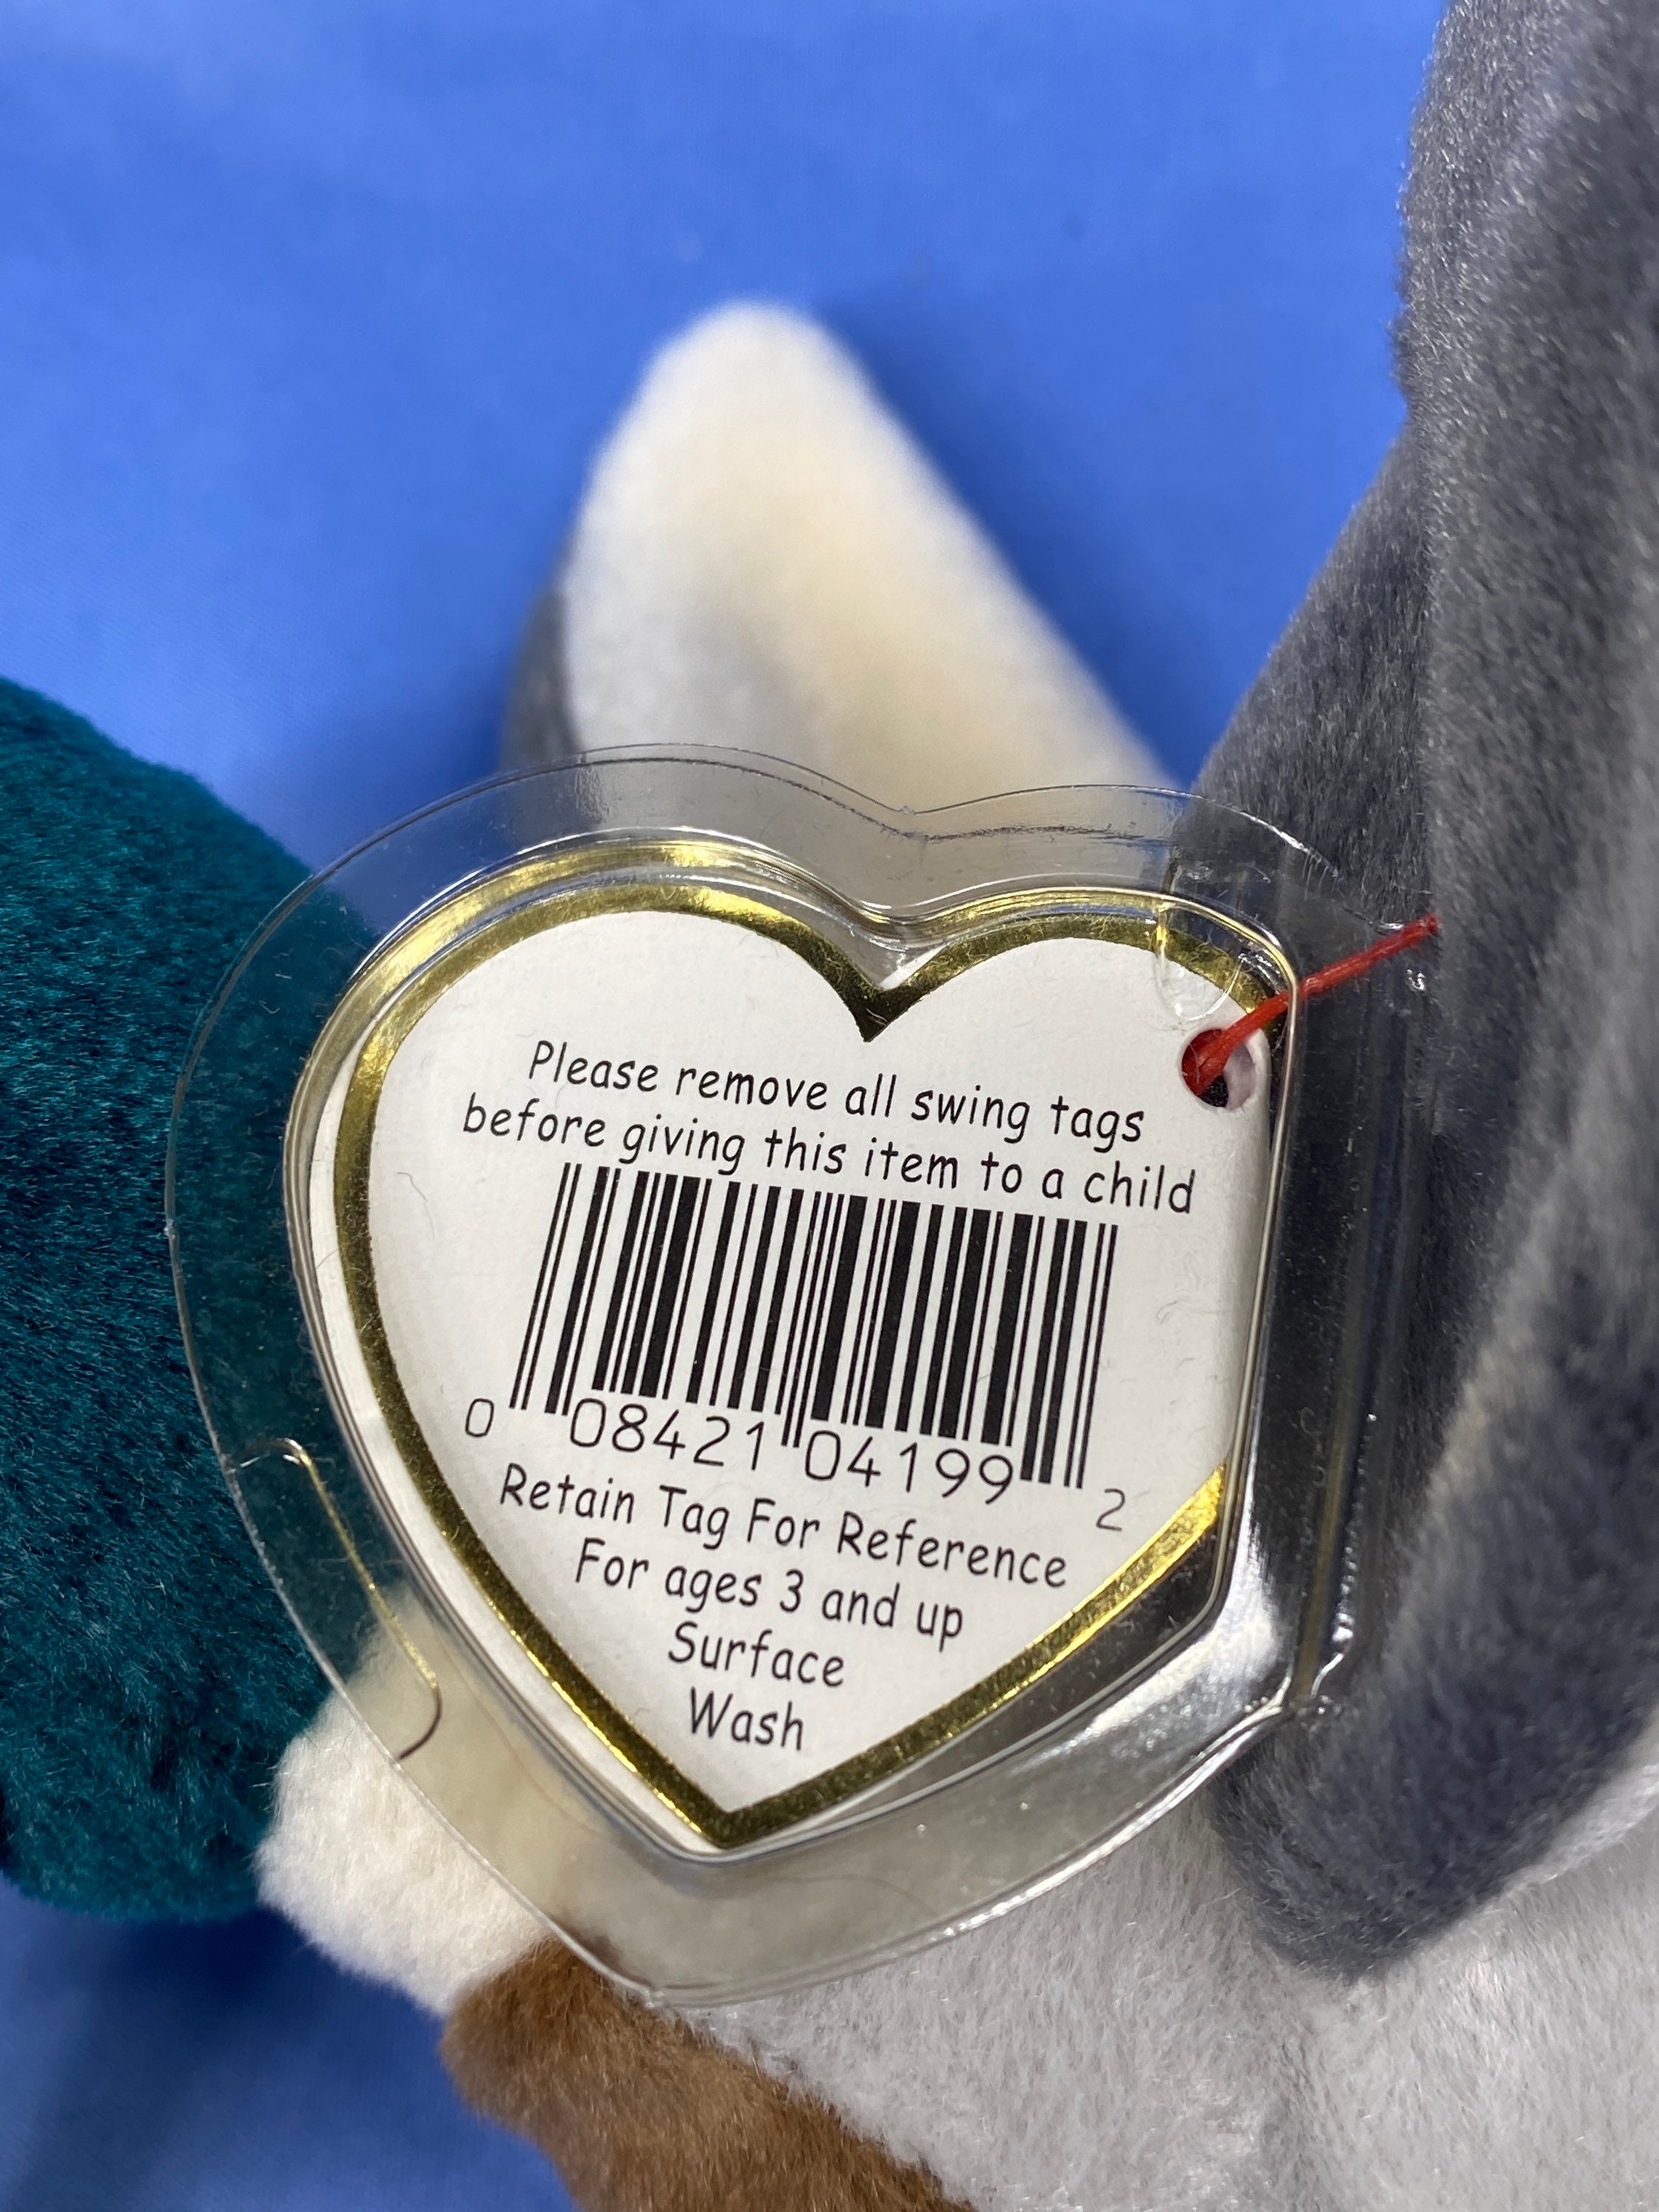 Please remove all swing tags
before giving this item to a child
0 08421 04199 2
Retain Tag For Reference
For ages 3 and up
Surface
Wash